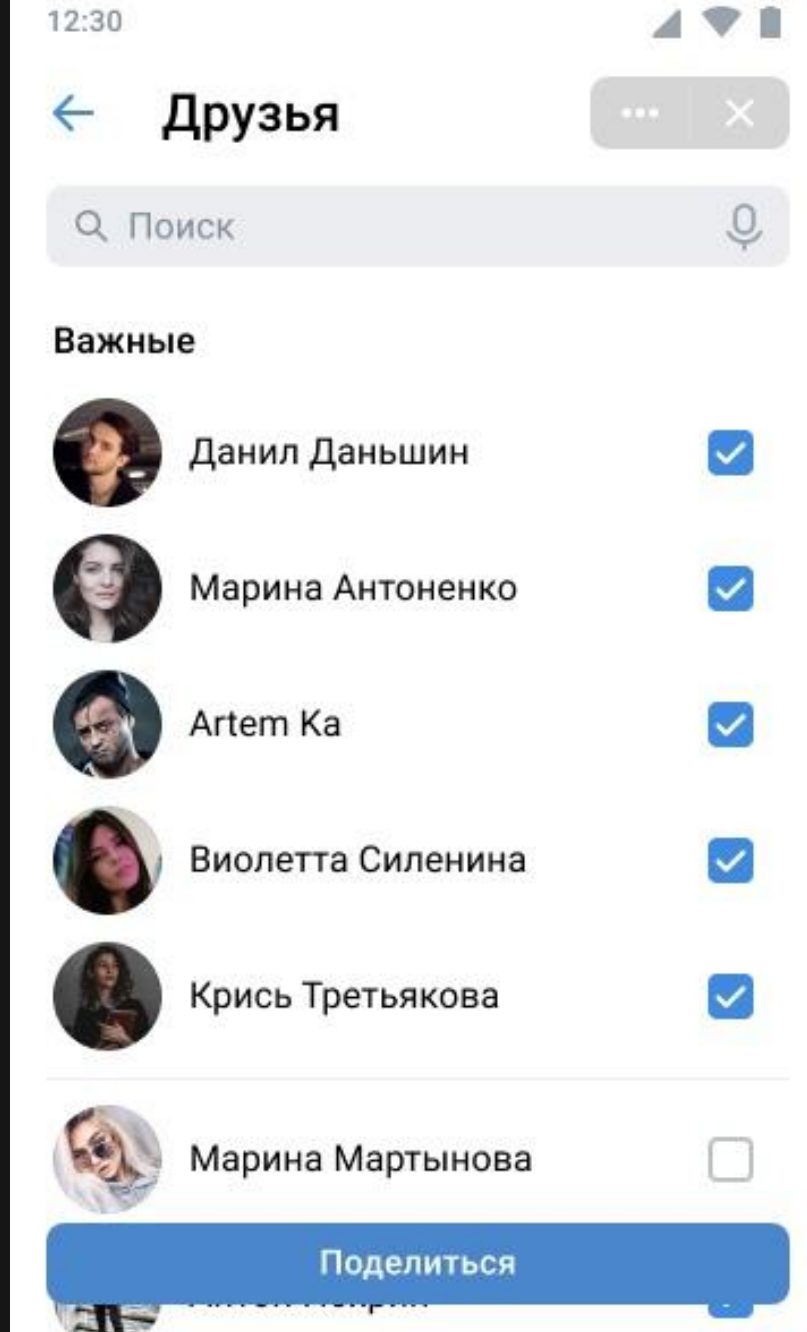 12:30
Друзья
Поиск
Важные
Данил Даньшин
Марина Антоненко
Artem Ka
Виолетта Силенина
Крись Третьякова
Марина Мартынова
Поделиться